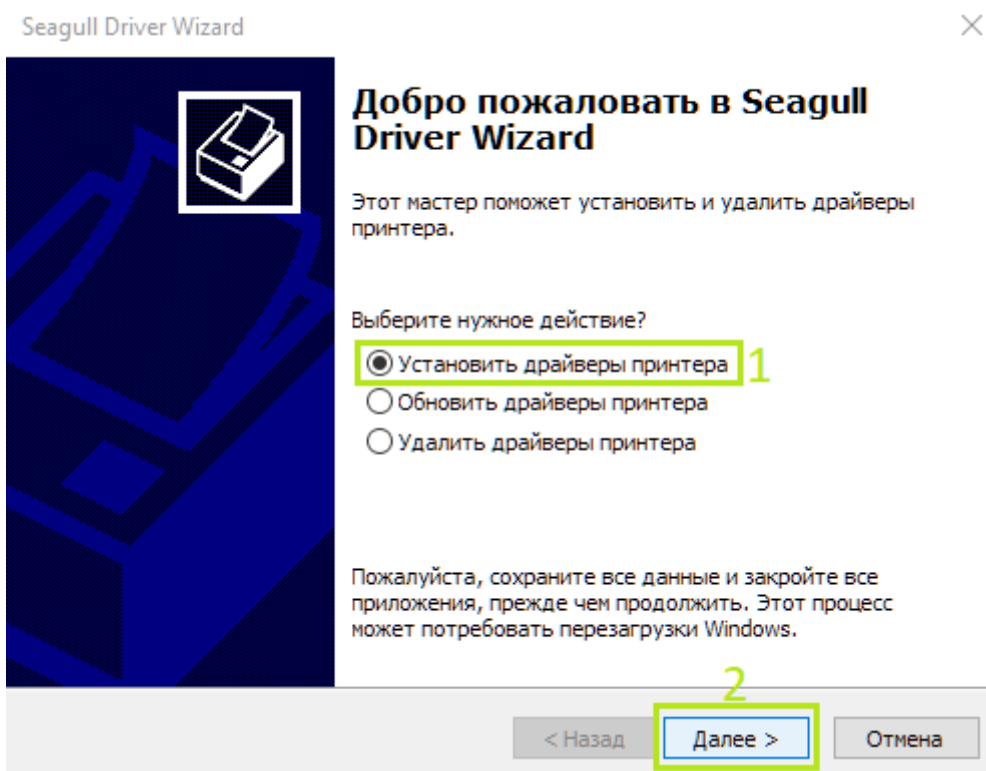 Seagull Driver Wizard
Добро пожаловать в Seagull
Driver Wizard
Этот мастер поможет установить и удалить драйверы
принтера.
Выберите нужное действие?
Установить драйверы принтера 1
Обновить драйверы принтера
Удалить драйверы принтера
Пожалуйста, сохраните все данные и закройте все
приложения, прежде чем продолжить. Этот процесс
может потребовать перезагрузки Windows.
2
< Назад Далее > Отмена